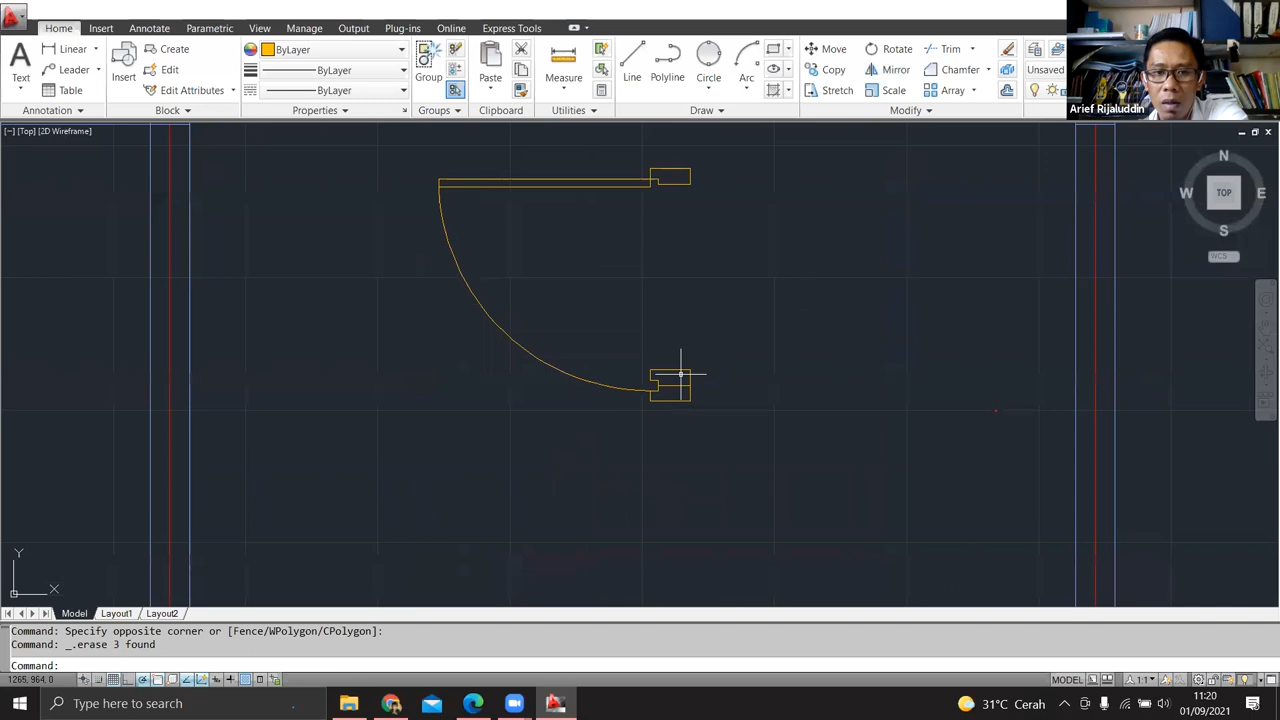 Home Insert Annotate Parametric View Manage Output Plug-ins Online Express Tools
A Linear Create ByLayer Move Rotate Trim
Leader Edit ByLayer Copy Mirror Chamfer Unsaved
Text Table Insert Edit Attributes ByLayer Group Paste Measure Line Polyline Circle Arc Stretch Scale Array
Annotation Block Properties Groups Clipboard Utilities Draw Modify
Arief Rijaluddin
[−] [Top] [2D Wireframe]
N
W TOP E
S
WCS
Y
X
Model Layout1 Layout2
Command: Specify opposite corner or [Fence/WPolygon/CPolygon]:
Command: _.erase 3 found
Command:
1265, 964, 0 MODEL 1:1
Type here to search 31°C Cerah 11:20
01/09/2021